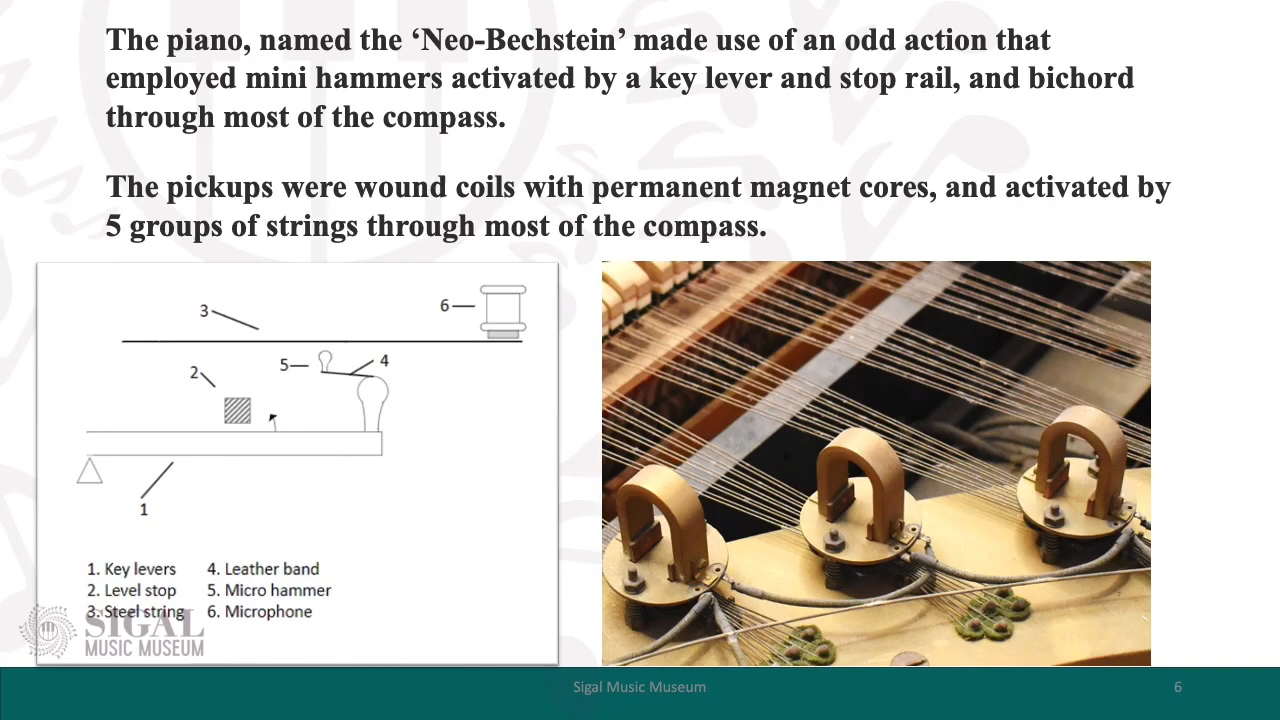 The piano, named the ‘Neo-Bechstein’ made use of an odd action that
employed mini hammers activated by a key lever and stop rail, and bichord
through most of the compass.
The pickups were wound coils with permanent magnet cores, and activated by
5 groups of strings through most of the compass.
3
6
5
4
2
1
1. Key levers 4. Leather band
2. Level stop 5. Micro hammer
3. Steel string 6. Microphone
SIGAL
MUSIC MUSEUM
Sigal Music Museum 6